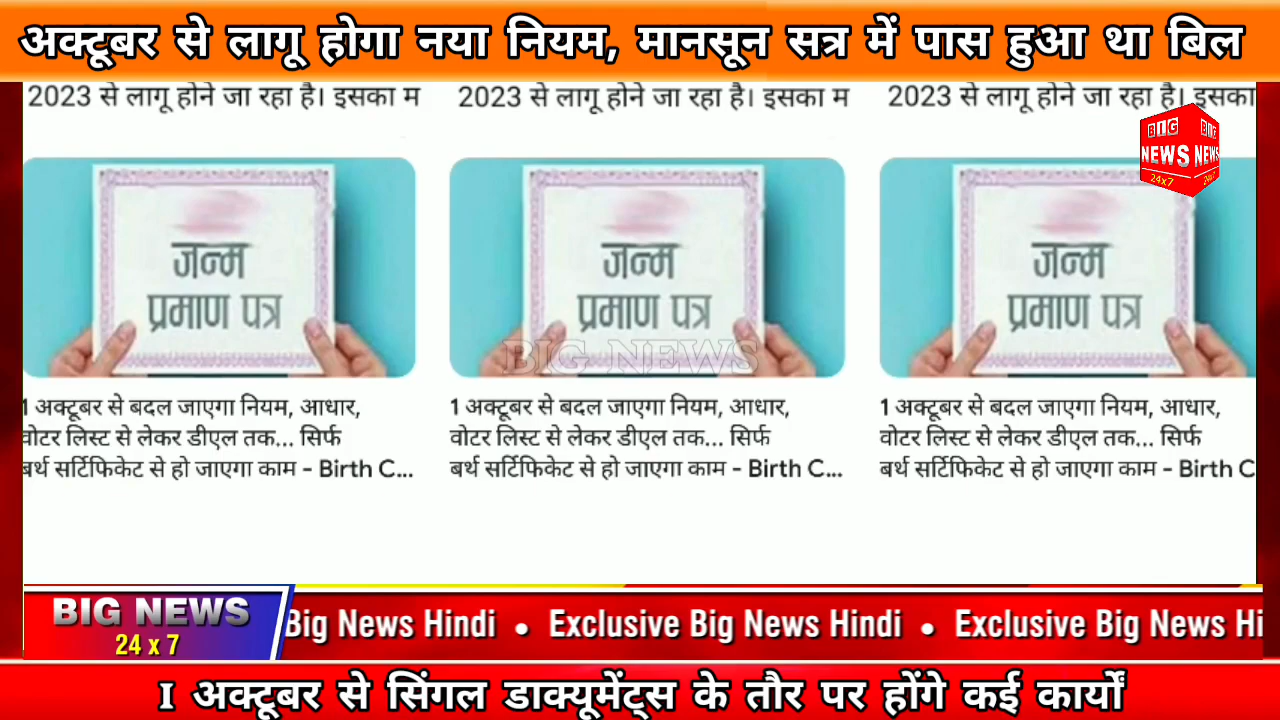 अक्टूबर से लागू होगा नया नियम, मानसून सत्र में पास हुआ था बिल
2023 से लागू होने जा रहा है। इसका म
2023 से लागू होने जा रहा है। इसका म
2023 से लागू होने जा रहा है। इसका
BIG BIG
NEWS NEWS
24x7 24x7
जन्म
प्रमाण पत्र
जन्म
प्रमाण पत्र
जन्म
प्रमाण पत्र
BIG NEWS
1 अक्टूबर से बदल जाएगा नियम, आधार,
वोटर लिस्ट से लेकर डीएल तक... सिर्फ
बर्थ सर्टिफिकेट से हो जाएगा काम - Birth C...
1 अक्टूबर से बदल जाएगा नियम, आधार,
वोटर लिस्ट से लेकर डीएल तक... सिर्फ
बर्थ सर्टिफिकेट से हो जाएगा काम - Birth C...
1 अक्टूबर से बदल जाएगा नियम, आधार,
वोटर लिस्ट से लेकर डीएल तक... सिर्फ
बर्थ सर्टिफिकेट से हो जाएगा काम - Birth C
BIG NEWS
24 x 7
Big News Hindi • Exclusive Big News Hindi • Exclusive Big News Hi
I अक्टूबर से सिंगल डाक्यूमेंट्स के तौर पर होंगे कई कार्यों